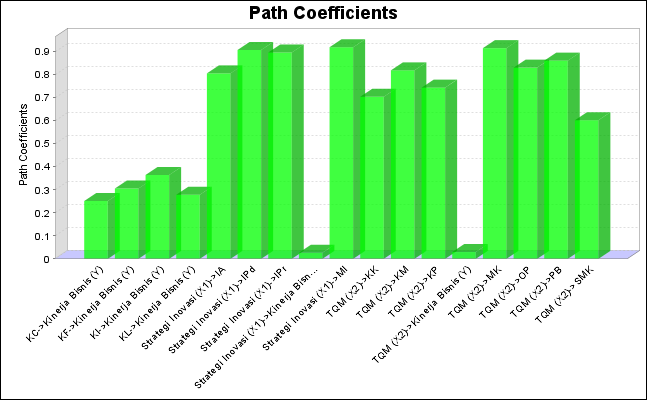 Path Coefficients
Path Coefficients
0.9
0.8
0.7
0.6
0.5
0.4
0.3
0.2
0.1
0
KC->Kinerja Bisnis (Y)
KF->Kinerja Bisnis (Y)
KI->Kinerja Bisnis (Y)
KL->Kinerja Bisnis (Y)
Strategi Inovasi (X1)->IA
Strategi Inovasi (X1)->IPd
Strategi Inovasi (X1)->IPr
Strategi Inovasi (X1)->Kinerja Bisn...
Strategi Inovasi (X1)->MI
TQM (X2)->KK
TQM (X2)->KM
TQM (X2)->KP
TQM (X2)->Kinerja Bisnis (Y)
TQM (X2)->MK
TQM (X2)->OP
TQM (X2)->PB
TQM (X2)->SMK